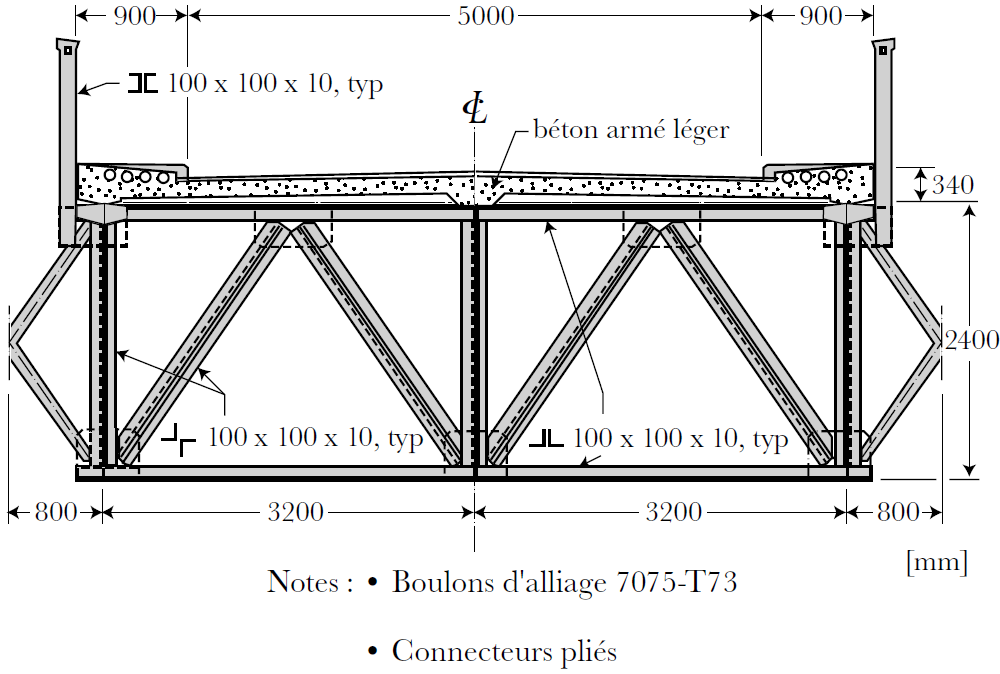 900 5000 900
100 x 100 x 10, typ
℄
béton armé léger
340
2400
100 x 100 x 10, typ 100 x 100 x 10, typ
800 3200 3200 800
[mm]
Notes : • Boulons d'alliage 7075-T73
• Connecteurs pliés